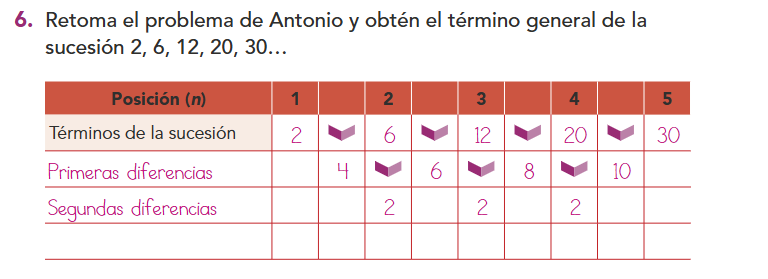 6. Retoma el problema de Antonio y obtén el término general de la
sucesión 2, 6, 12, 20, 30...
Posición (n) 1 2 3 4 5
Términos de la sucesión 2 6 12 20 30
Primeras diferencias 4 6 8 10
Segundas diferencias 2 2 2